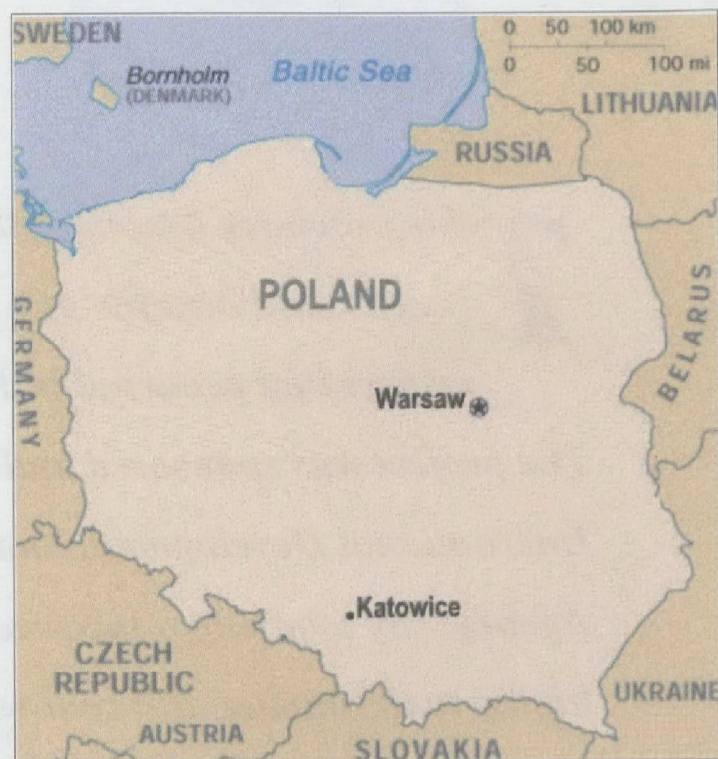 SWEDEN
Bornholm
(DENMARK)
Baltic Sea
0 50 100 km
0 50 100 mi
LITHUANIA
RUSSIA
POLAND
GERMANY
BELARUS
Warsaw
Katowice
CZECH
REPUBLIC
UKRAINE
AUSTRIA
SLOVAKIA